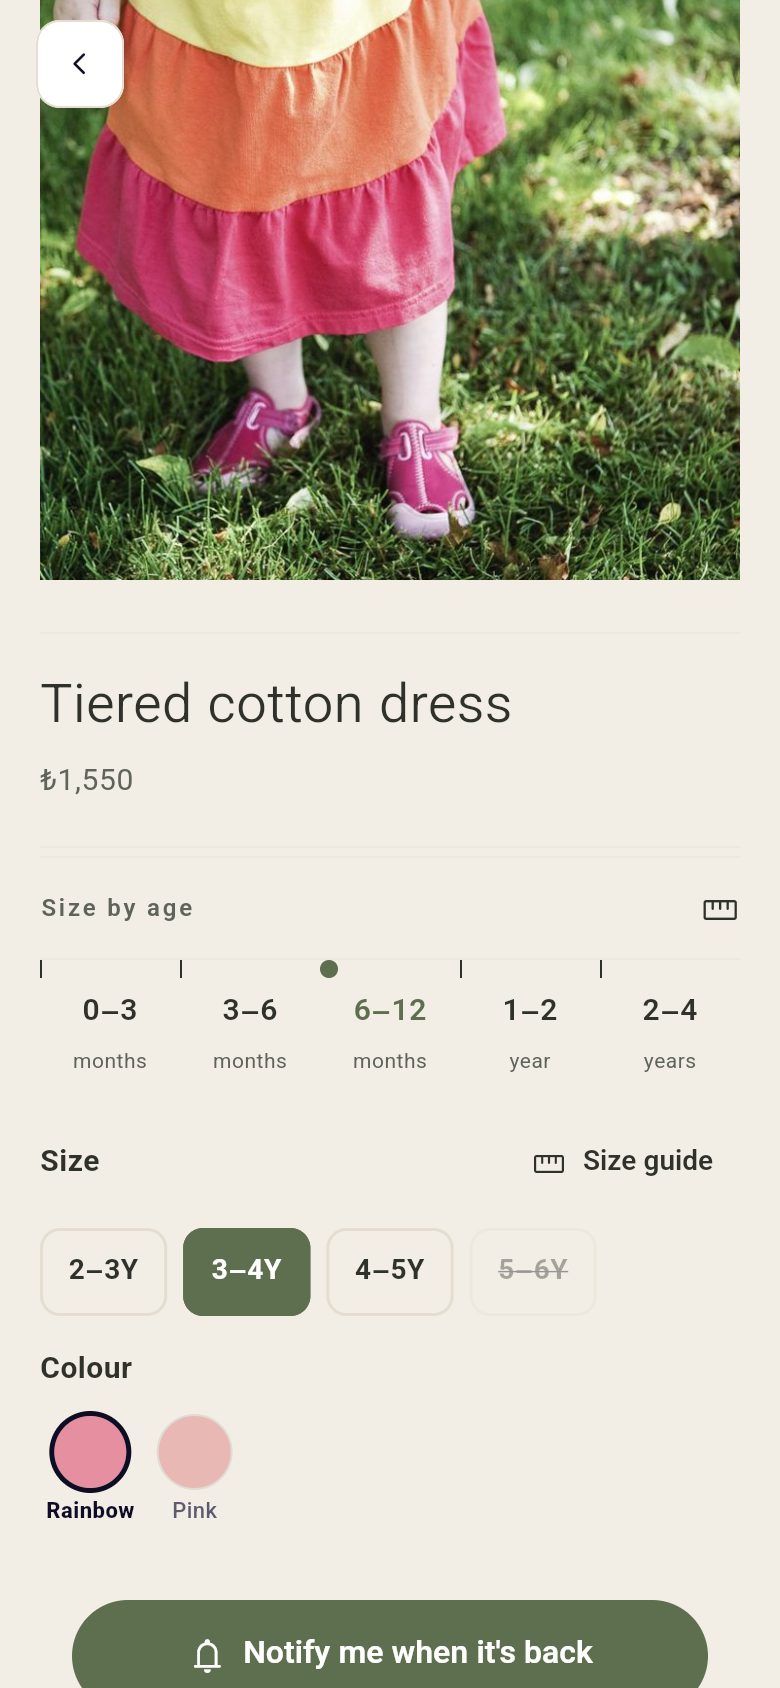 Tiered cotton dress
₺1,550
Size by age
0–3 3–6 6–12 1–2 2–4
months months months year years
Size Size guide
2–3Y 3–4Y 4–5Y 5–6Y
Colour
Rainbow Pink
Notify me when it's back